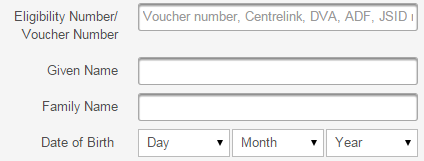 Eligibility Number/ Voucher number, Centrelink, DVA, ADF, JSID
Voucher Number
Given Name
Family Name
Date of Birth Day Month Year